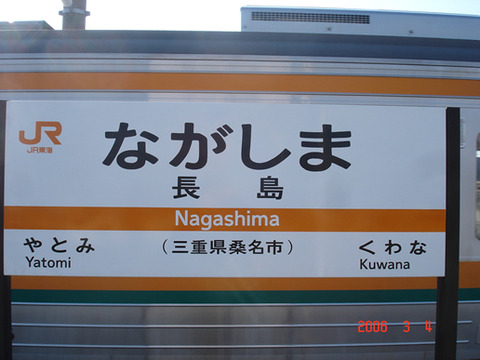 JR
JR東海
ながしま
長島
Nagashima
やとみ
Yatomi
(三重県桑名市)
くわな
Kuwana
2006 3 4